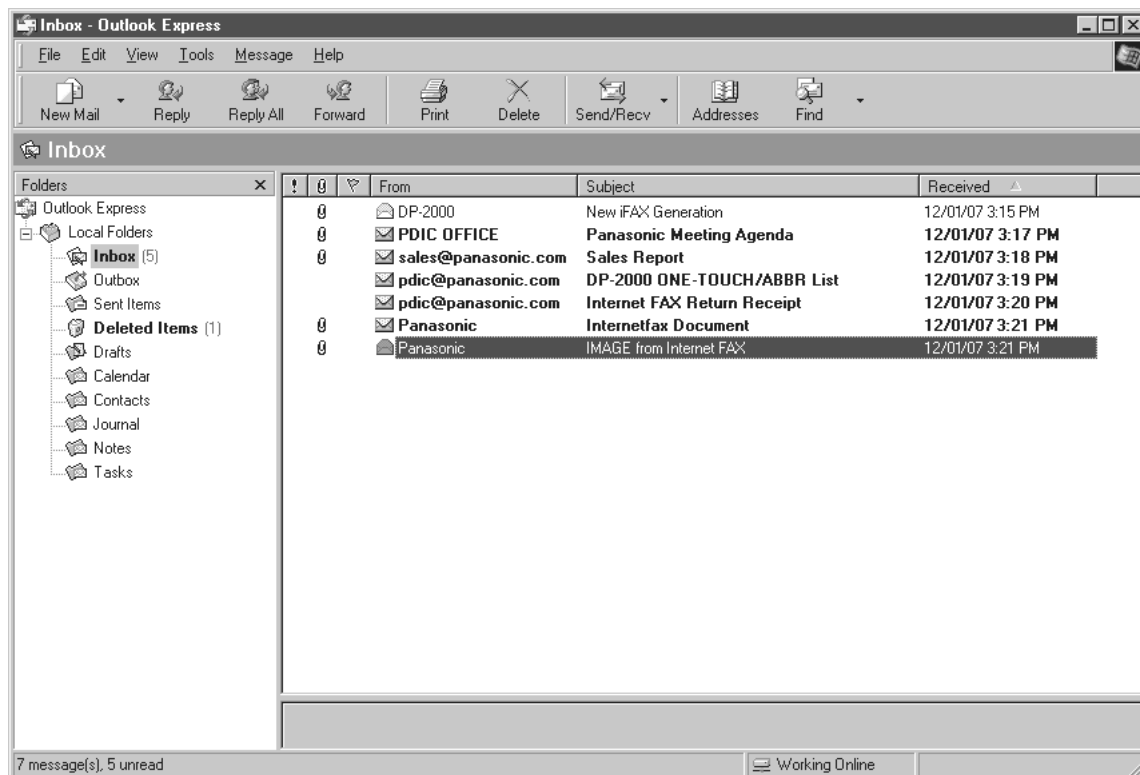 Inbox - Outlook Express
File Edit View Tools Message Help
New Mail Reply Reply All Forward Print Delete Send/Recv Addresses Find
Inbox
Folders × ! From Subject Received
Outlook Express
Local Folders
Inbox (5)
Outbox
Sent Items
Deleted Items (1)
Drafts
Calendar
Contacts
Journal
Notes
Tasks
DP-2000 New iFAX Generation 12/01/07 3:15 PM
PDIC OFFICE Panasonic Meeting Agenda 12/01/07 3:17 PM
sales@panasonic.com Sales Report 12/01/07 3:18 PM
pdic@panasonic.com DP-2000 ONE-TOUCH/ABBR List 12/01/07 3:19 PM
pdic@panasonic.com Internet FAX Return Receipt 12/01/07 3:20 PM
Panasonic Internetfax Document 12/01/07 3:21 PM
Panasonic IMAGE from Internet FAX 12/01/07 3:21 PM
7 message(s), 5 unread Working Online